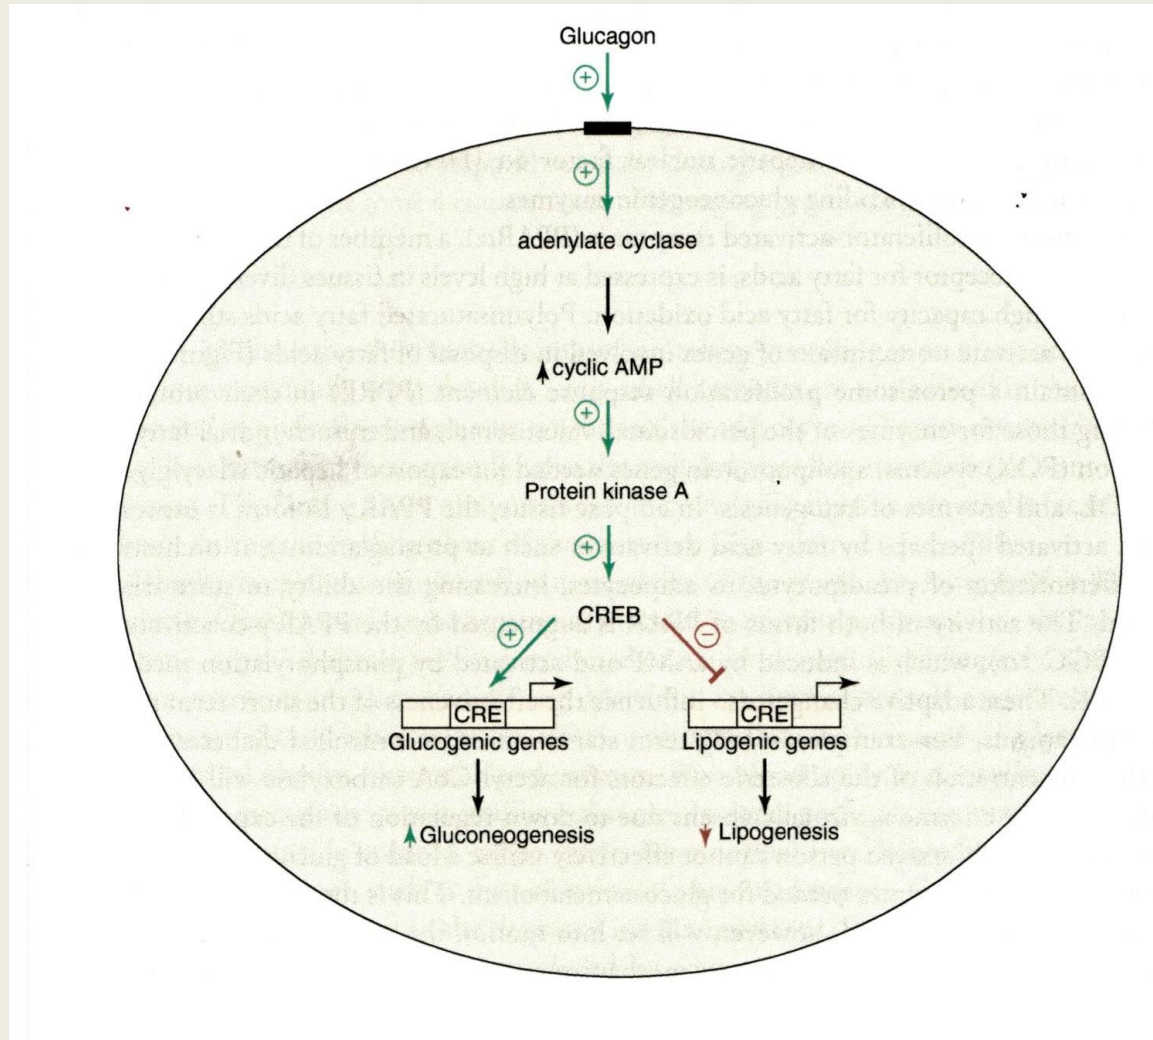 Glucagon
+
+
adenylate cyclase
cyclic AMP
+
Protein kinase A
+
CREB
+ −
CRE CRE
Glucogenic genes Lipogenic genes
Gluconeogenesis Lipogenesis